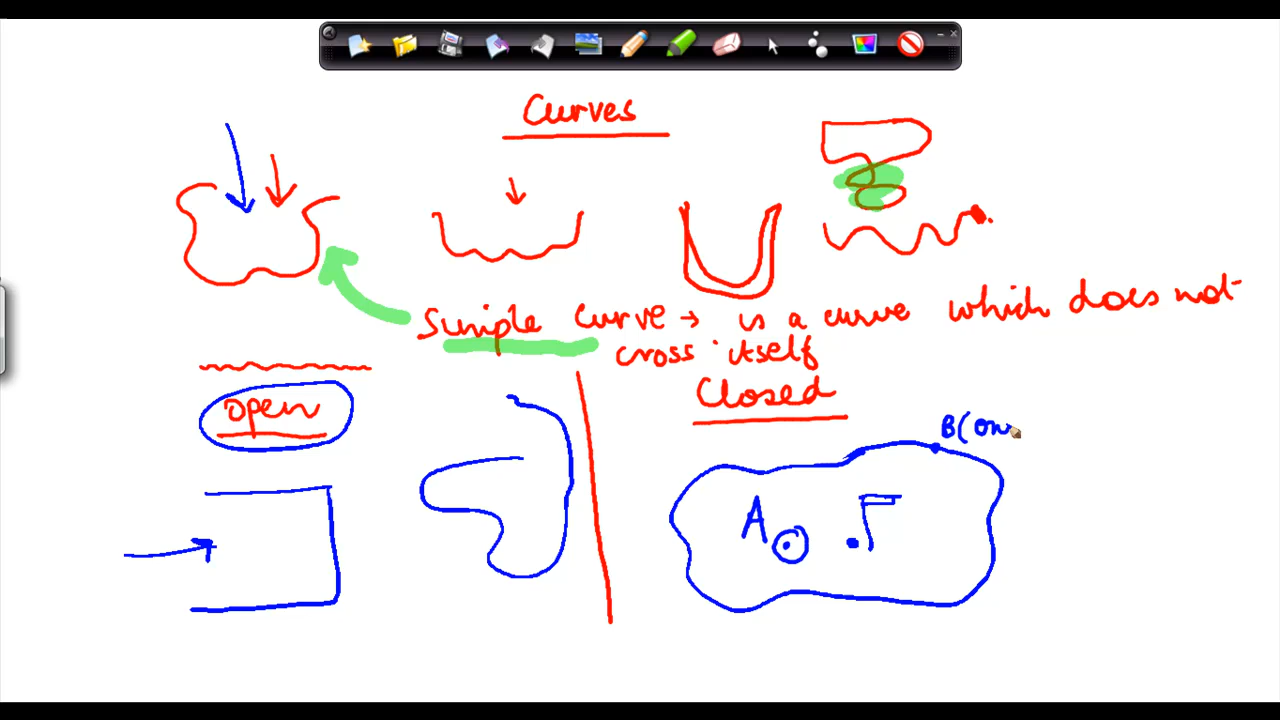 Curves
Simple curve → is a curve which does not
cross itself
Open
Closed
B(on
A